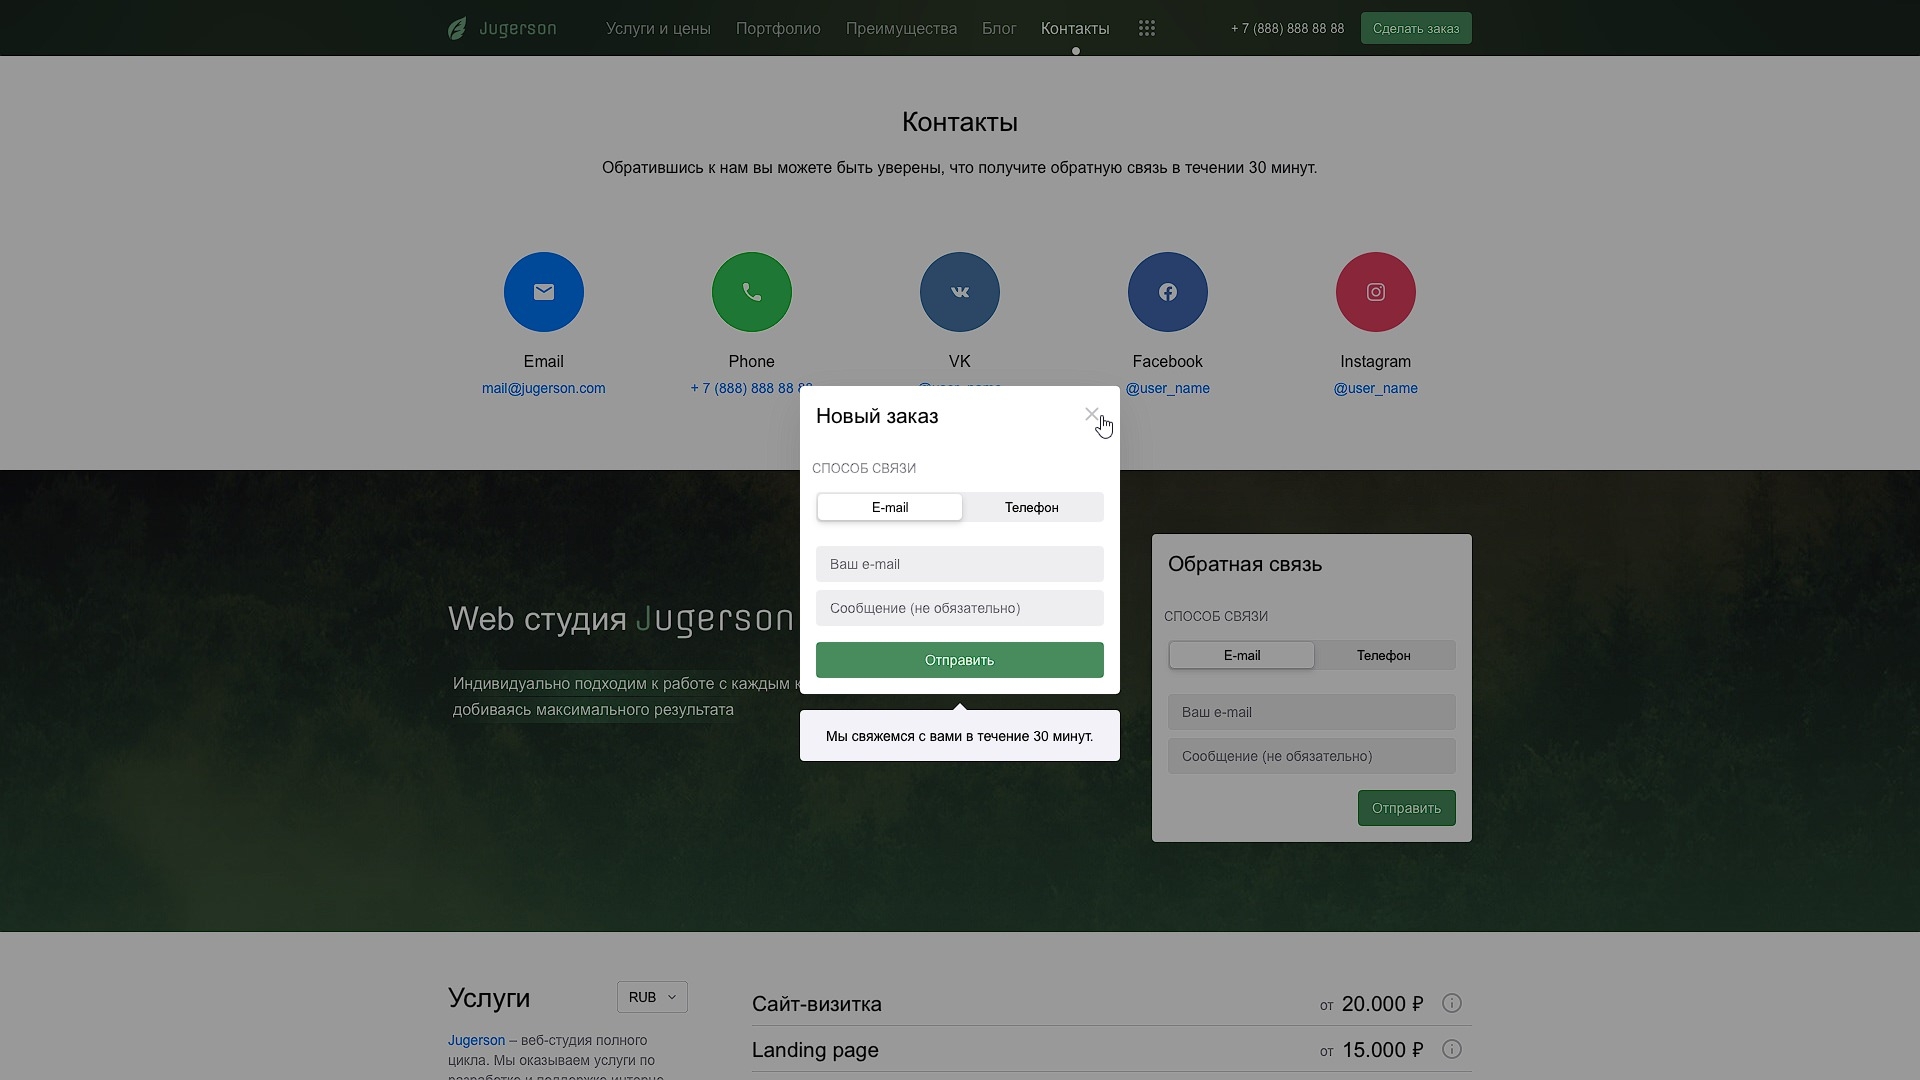 Jugerson
Услуги и цены
Портфолио
Преимущества
Блог
Контакты
+ 7 (888) 888 88 88
Сделать заказ
Контакты
Обратившись к нам вы можете быть уверены, что получите обратную связь в течении 30 минут.
Email
Phone
VK
Facebook
Instagram
mail@jugerson.com
+ 7 (888) 888 88 88
@user_name
@user_name
@user_name
Новый заказ
СПОСОБ СВЯЗИ
E-mail
Телефон
Ваш e-mail
Сообщение (не обязательно)
Отправить
Мы свяжемся с вами в течение 30 минут.
Web студия Jugerson
Индивидуально подходим к работе с каждым
добиваясь максимального результата
Обратная связь
СПОСОБ СВЯЗИ
E-mail
Телефон
Ваш e-mail
Сообщение (не обязательно)
Отправить
Услуги
RUB
Jugerson – веб-студия полного
цикла. Мы оказываем услуги по
разработке и поддержке
Сайт-визитка
от 20.000 ₽
Landing page
от 15.000 ₽